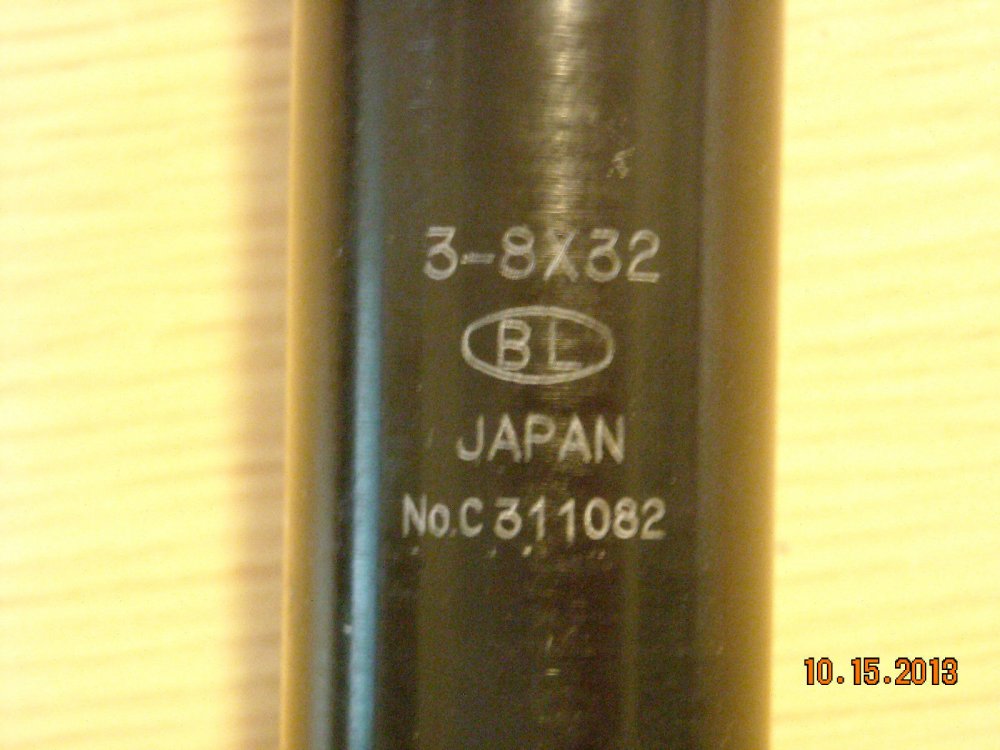 3-8X32
BL
JAPAN
No.C311082
10.15.2013